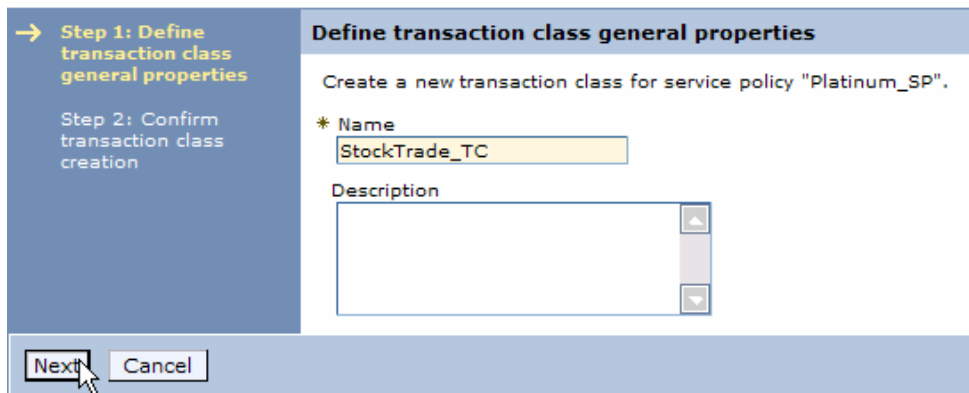 Step 1: Define
transaction class
general properties
Step 2: Confirm
transaction class
creation
Define transaction class general properties
Create a new transaction class for service policy "Platinum_SP".
* Name
StockTrade_TC
Description
Next
Cancel